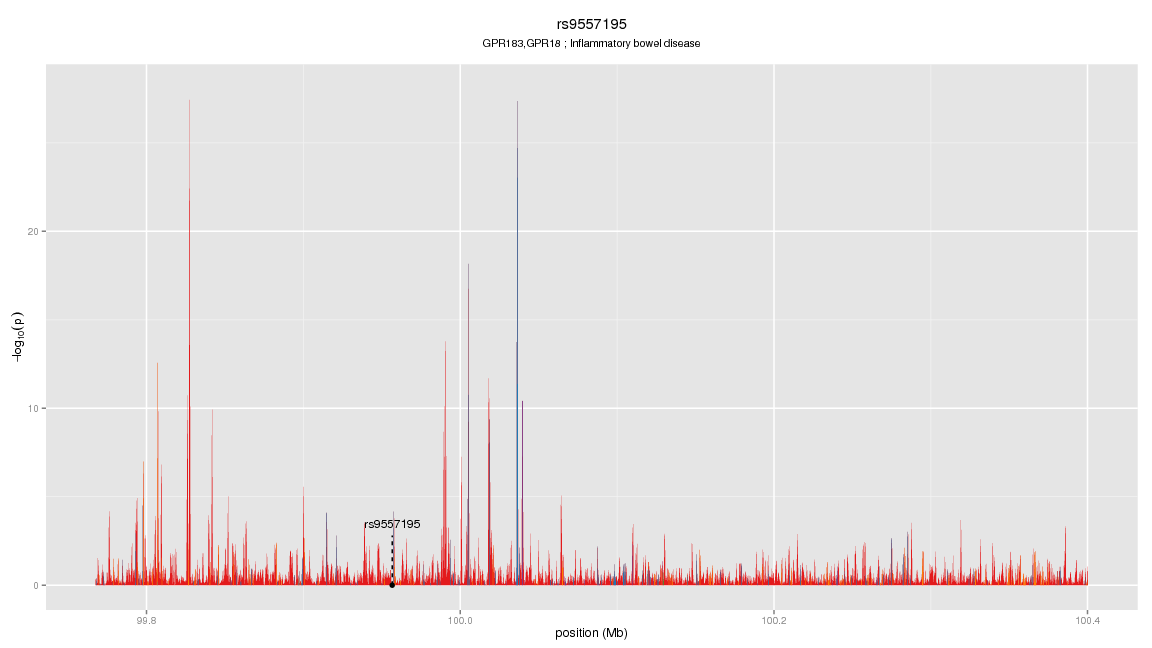 rs9557195
GPR183,GPR18 ; Inflammatory bowel disease
20
10
0
−log10(p)
rs9557195
99.8 100.0 100.2 100.4
position (Mb)